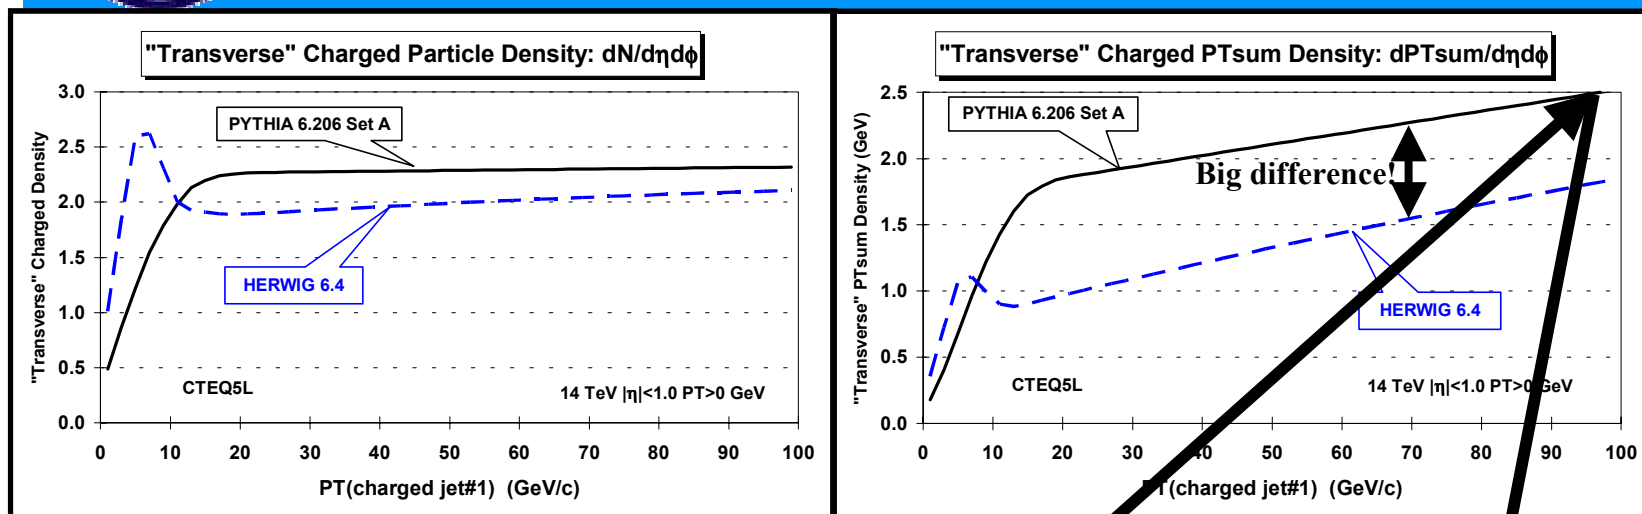 "Transverse" Charged Particle Density: dN/dηdϕ
3.0
2.5
2.0
1.5
1.0
0.5
0.0
"Transverse" Charged Density
PYTHIA 6.206 Set A
HERWIG 6.4
CTEQ5L
14 TeV |η|<1.0 PT>0 GeV
0 10 20 30 40 50 60 70 80 90 100
PT(charged jet#1) (GeV/c)
"Transverse" Charged PTsum Density: dPTsum/dηdϕ
2.5
2.0
1.5
1.0
0.5
0.0
"Transverse" PTsum Density (GeV)
PYTHIA 6.206 Set A
Big difference!
HERWIG 6.4
CTEQ5L
14 TeV |η|<1.0 PT>0 GeV
0 10 20 30 40 50 60 70 80 90 100
PT(charged jet#1) (GeV/c)